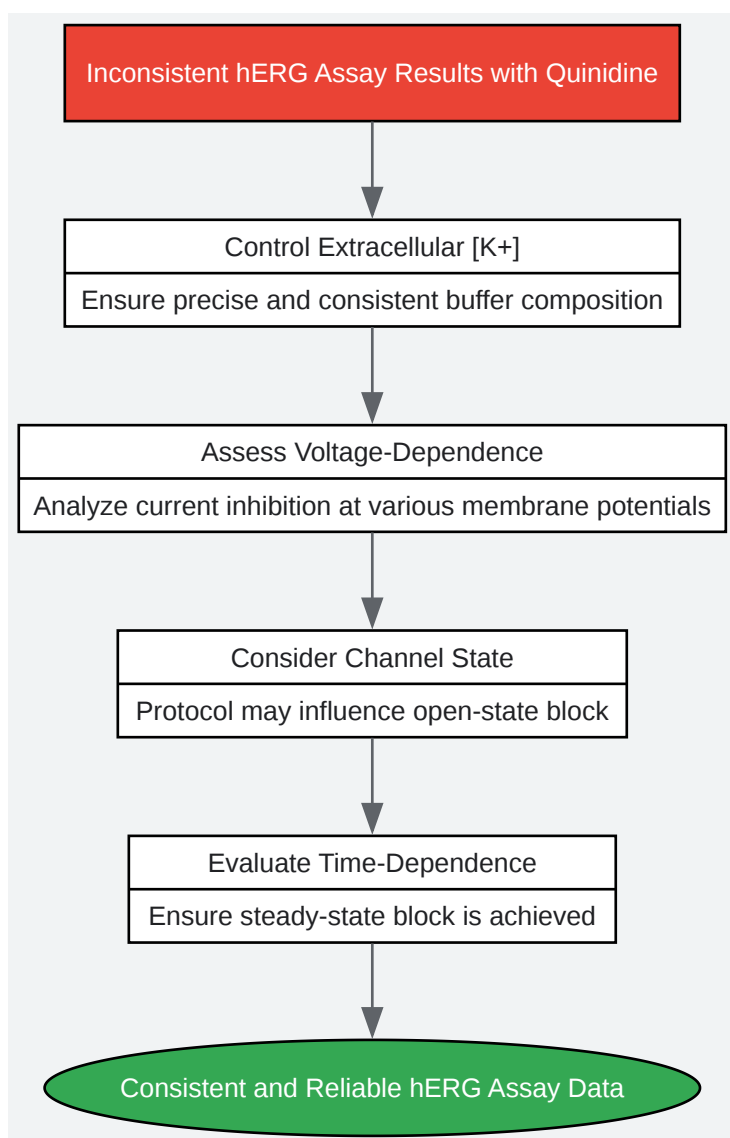 Inconsistent hERG Assay Results with Quinidine
Control Extracellular [K+]
Ensure precise and consistent buffer composition
Assess Voltage-Dependence
Analyze current inhibition at various membrane potentials
Consider Channel State
Protocol may influence open-state block
Evaluate Time-Dependence
Ensure steady-state block is achieved
Consistent and Reliable hERG Assay Data